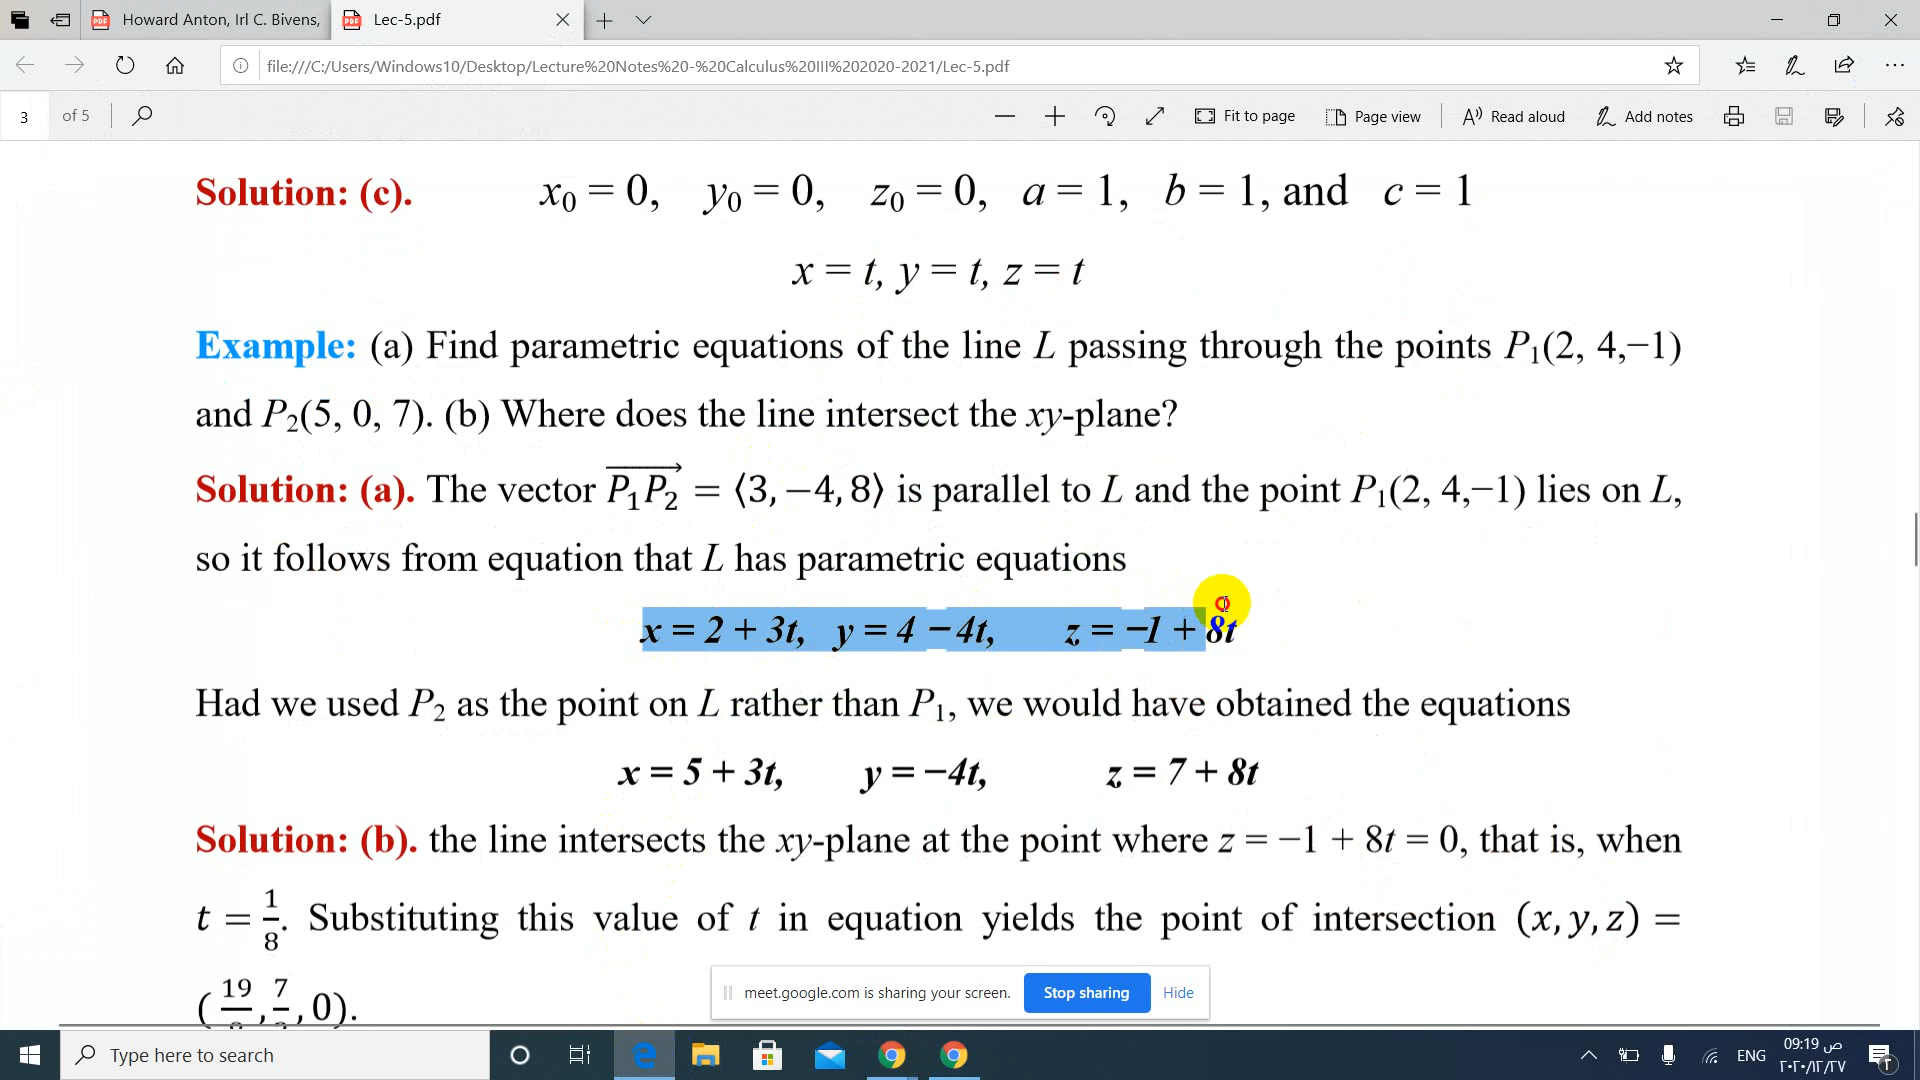 Howard Anton, Irl C. Bivens,
Lec-5.pdf
file:///C:/Users/Windows10/Desktop/Lecture%20Notes%20-%20Calculus%20III%202020-2021/Lec-5.pdf
3 of 5
Fit to page
Page view
Read aloud
Add notes
Solution: (c). x₀ = 0, y₀ = 0, z₀ = 0, a = 1, b = 1, and c = 1
x = t, y = t, z = t
Example: (a) Find parametric equations of the line L passing through the points P₁(2, 4,−1)
and P₂(5, 0, 7). (b) Where does the line intersect the xy-plane?
Solution: (a). The vector P₁P₂ = ⟨3, −4, 8⟩ is parallel to L and the point P₁(2, 4,−1) lies on L,
so it follows from equation that L has parametric equations
x = 2 + 3t, y = 4 − 4t, z = −1 + 8t
Had we used P₂ as the point on L rather than P₁, we would have obtained the equations
x = 5 + 3t, y = −4t, z = 7 + 8t
Solution: (b). the line intersects the xy-plane at the point where z = −1 + 8t = 0, that is, when
t = 1/8. Substituting this value of t in equation yields the point of intersection (x, y, z) =
(19/8, 7/, 0).
meet.google.com is sharing your screen.
Stop sharing
Hide
Type here to search
ENG
09:19 ص
٢٠٢٠/١٢/٢٧
٢